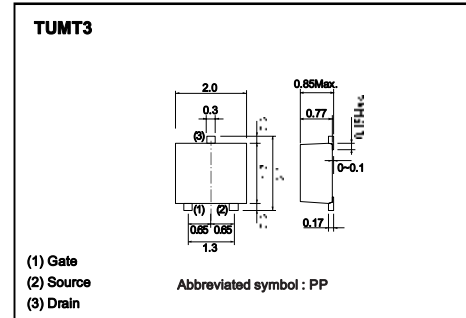 TUMT3
2.0
0.3
(3)
(1) (2)
0.65 0.65
1.3
0.85Max.
0.77
0~0.1
0.17
(1) Gate
(2) Source
(3) Drain
Abbreviated symbol : PP